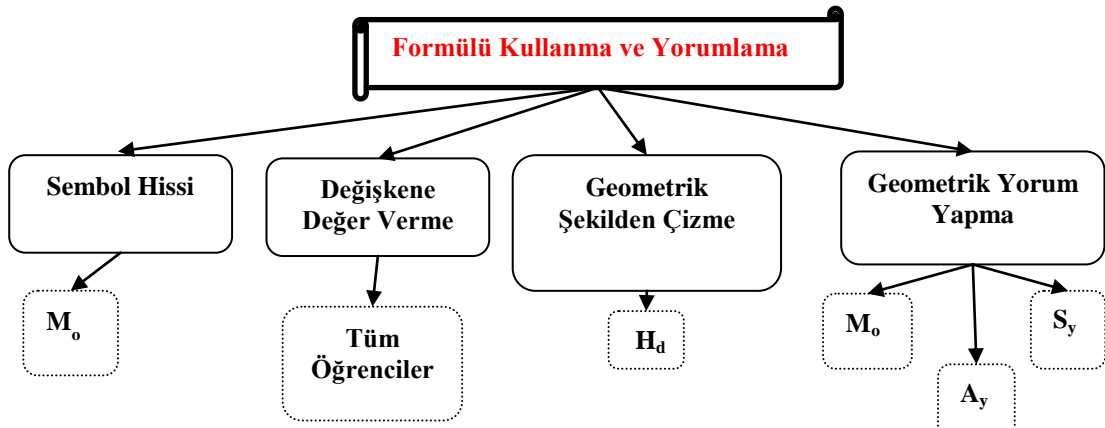 Formülü Kullanma ve Yorumlama
Sembol Hissi
Değişkene
Değer Verme
Geometrik
Şekilden Çizme
Geometrik Yorum
Yapma
Mo
Tüm
Öğrenciler
Hd
Mo
Ay
Sy